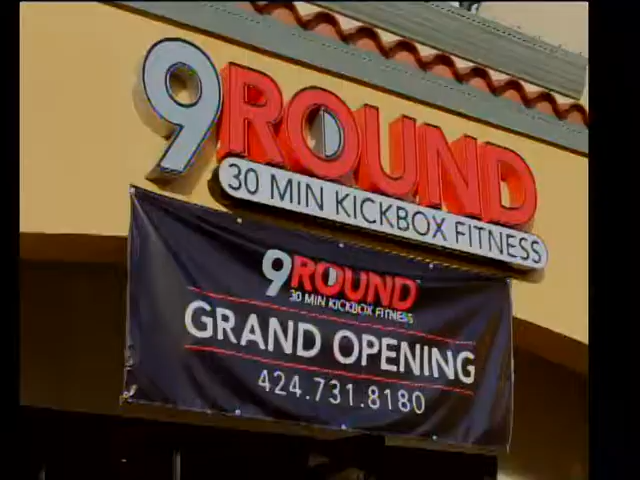 9ROUND
30 MIN KICKBOX FITNESS
9ROUND
30 MIN KICKBOX FITNESS
GRAND OPENING
424.731.8180